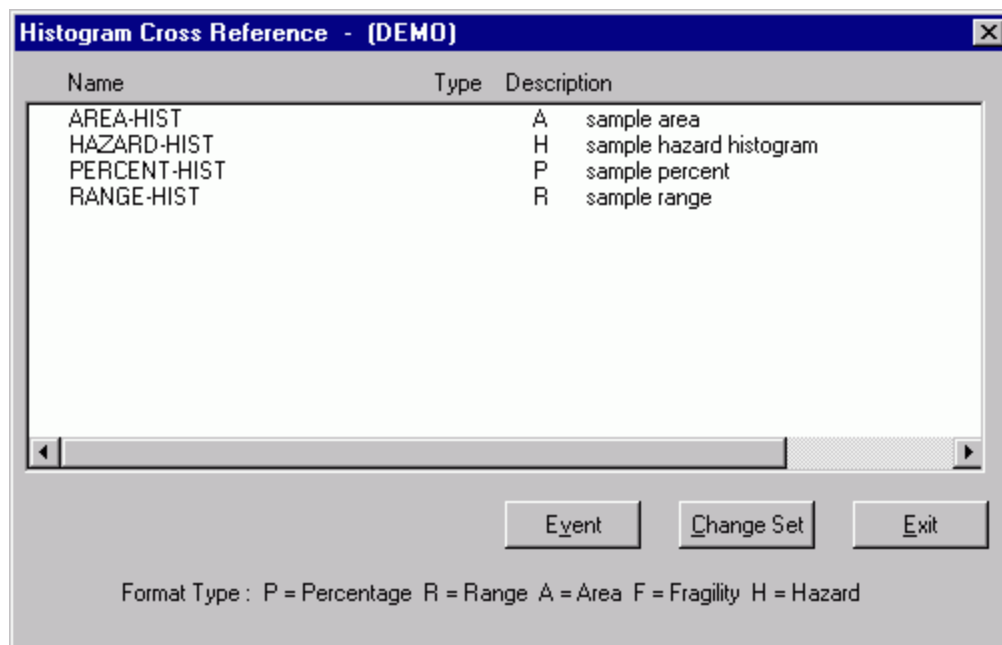 Histogram Cross Reference - (DEMO)
Name Type Description
AREA-HIST A sample area
HAZARD-HIST H sample hazard histogram
PERCENT-HIST P sample percent
RANGE-HIST R sample range
Event Change Set Exit
Format Type : P = Percentage R = Range A = Area F = Fragility H = Hazard